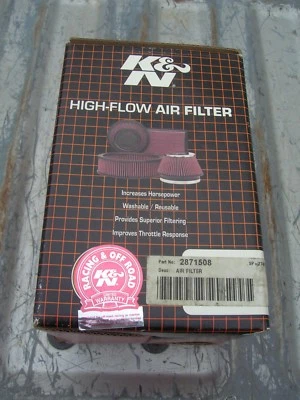 K&N
HIGH-FLOW AIR FILTER
Increases Horsepower
Washable / Reusable
Provides Superior Filtering
Improves Throttle Response
RACING & OFF ROAD
K&N
WARRANTY
Part No: 2871508
Desc: AIR FILTER